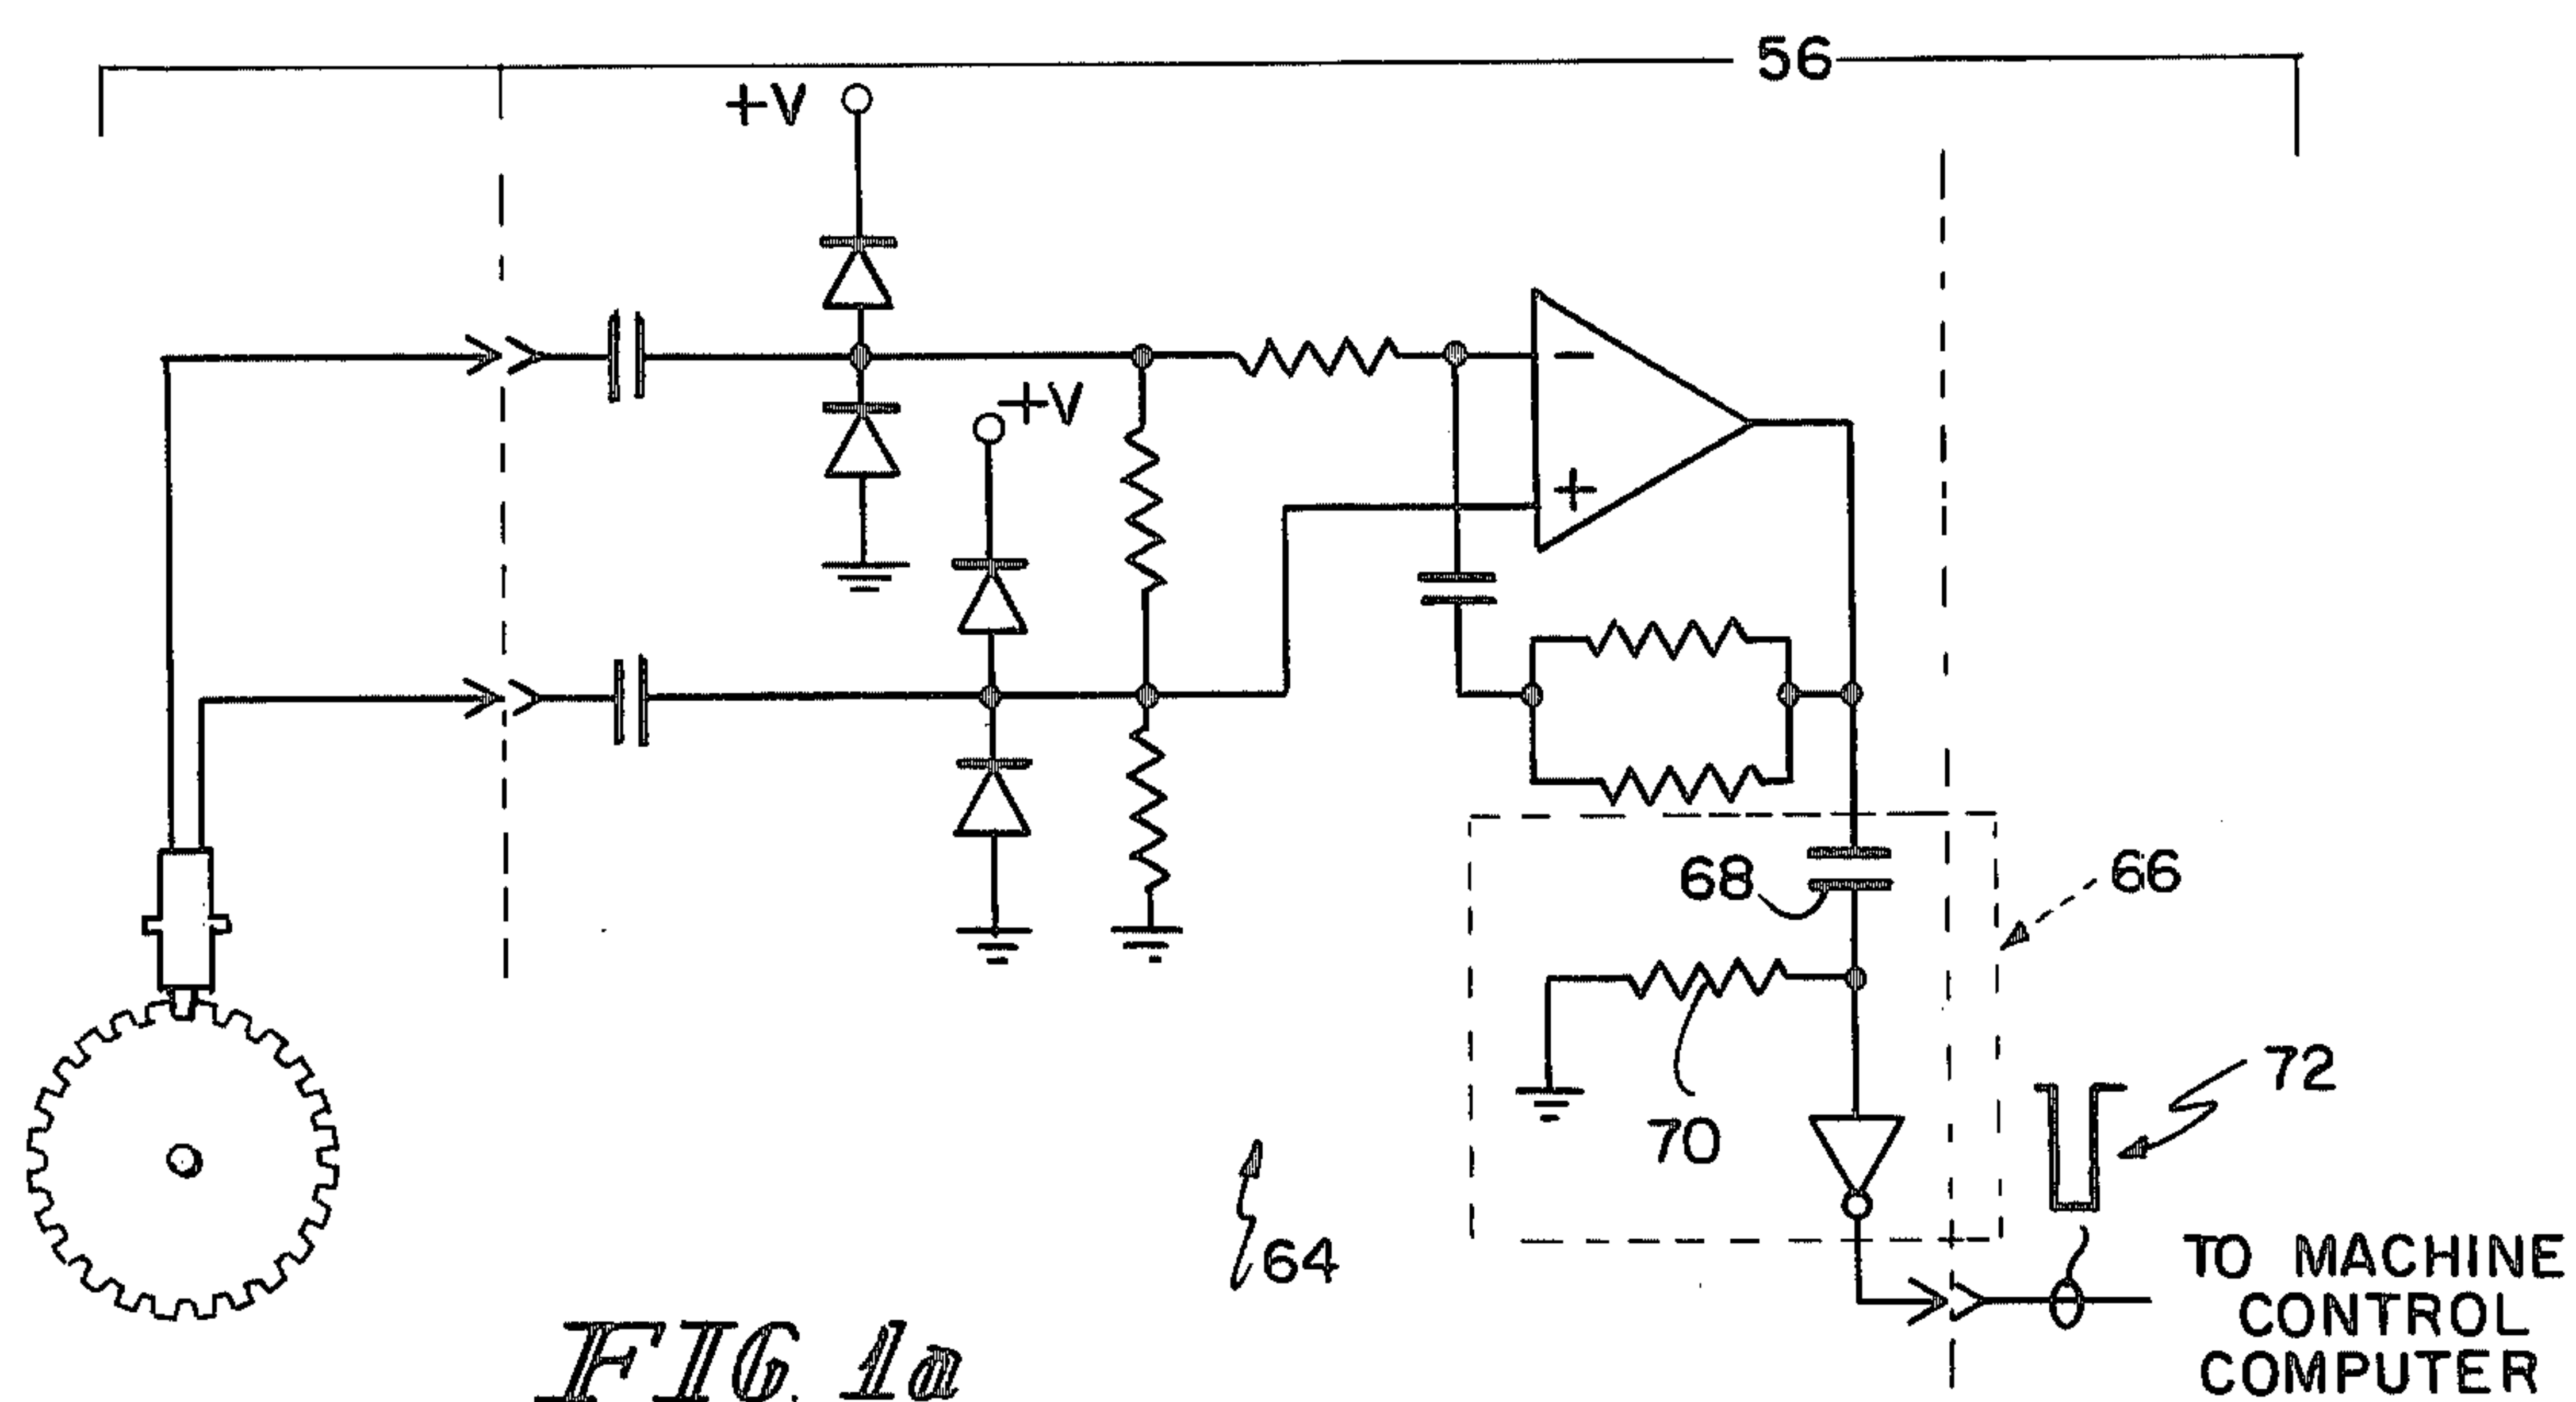 56
+V
+V
−
+
68
66
70
72
64
TO MACHINE
CONTROL
COMPUTER
FIG. 1a